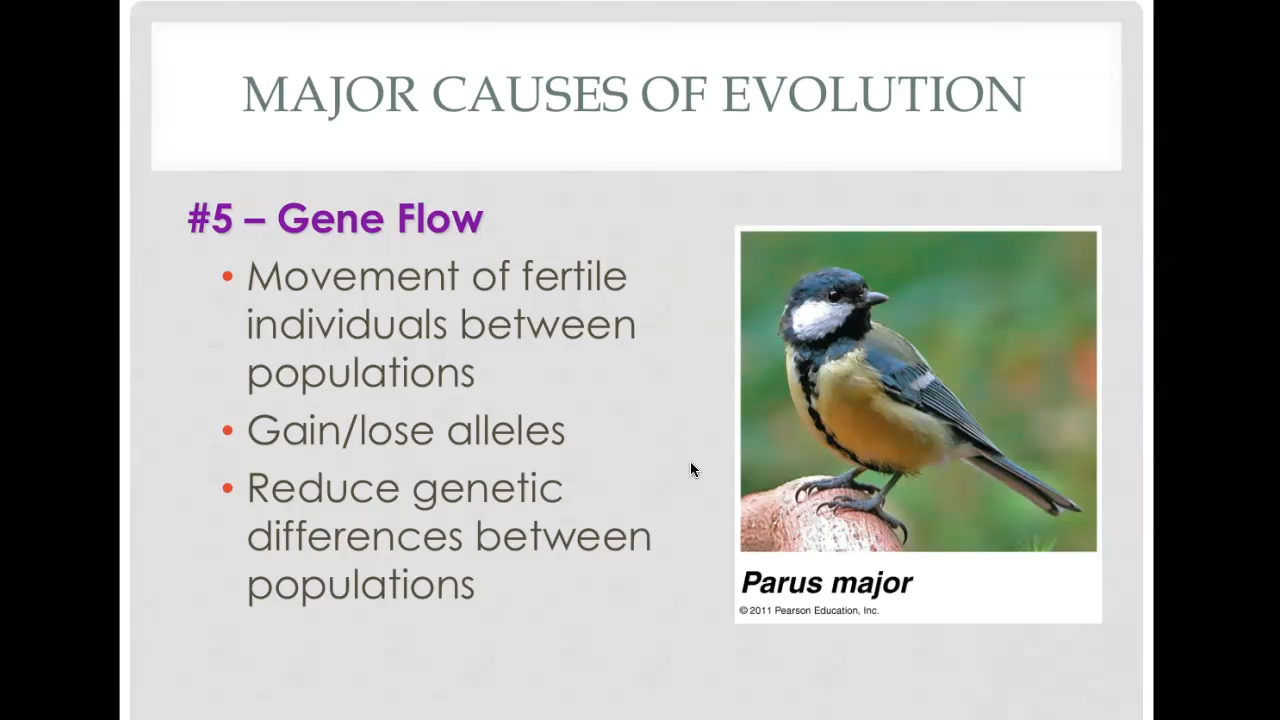 MAJOR CAUSES OF EVOLUTION
#5 – Gene Flow
• Movement of fertile
individuals between
populations
• Gain/lose alleles
• Reduce genetic
differences between
populations
Parus major
© 2011 Pearson Education, Inc.